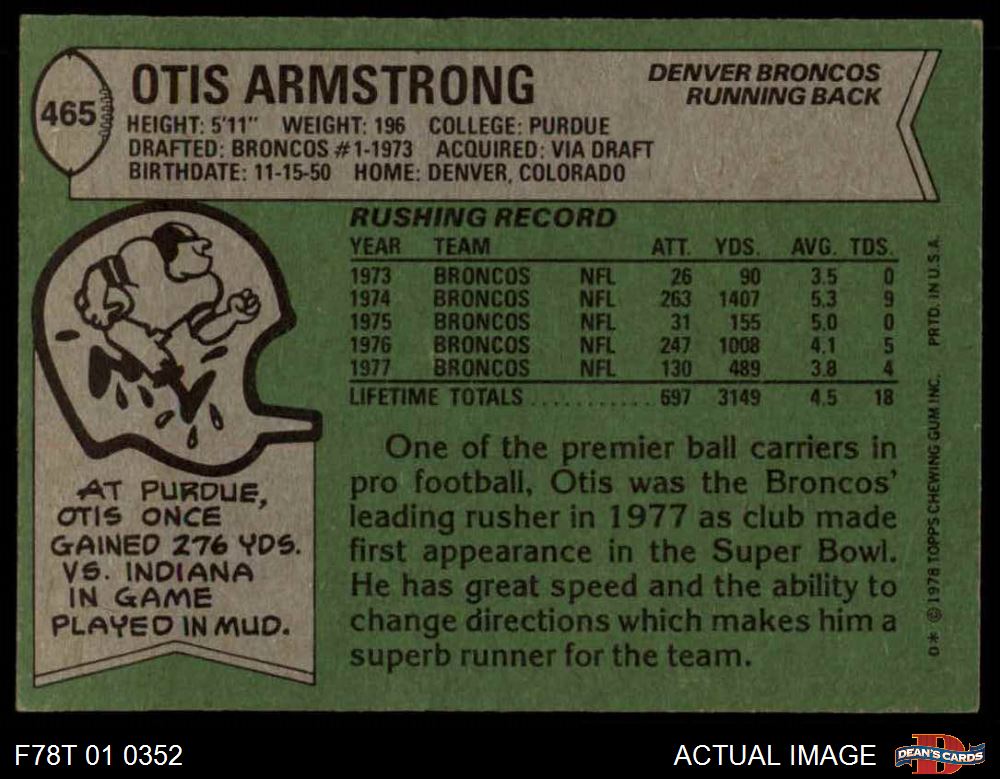 465
OTIS ARMSTRONG
DENVER BRONCOS
RUNNING BACK
HEIGHT: 5'11" WEIGHT: 196 COLLEGE: PURDUE
DRAFTED: BRONCOS #1-1973 ACQUIRED: VIA DRAFT
BIRTHDATE: 11-15-50 HOME: DENVER, COLORADO
RUSHING RECORD
YEAR TEAM ATT. YDS. AVG. TDS.
1973 BRONCOS NFL 26 90 3.5 0
1974 BRONCOS NFL 263 1407 5.3 9
1975 BRONCOS NFL 31 155 5.0 0
1976 BRONCOS NFL 247 1008 4.1 5
1977 BRONCOS NFL 130 489 3.8 4
LIFETIME TOTALS ............ 697 3149 4.5 18
AT PURDUE,
OTIS ONCE
GAINED 276 YDS.
VS. INDIANA
IN GAME
PLAYED IN MUD.
One of the premier ball carriers in
pro football, Otis was the Broncos'
leading rusher in 1977 as club made
first appearance in the Super Bowl.
He has great speed and the ability to
change directions which makes him a
superb runner for the team.
O* © 1978 TOPPS CHEWING GUM INC. PRTD. IN U.S.A.
F78T 01 0352
ACTUAL IMAGE
D
DEAN'S CARDS